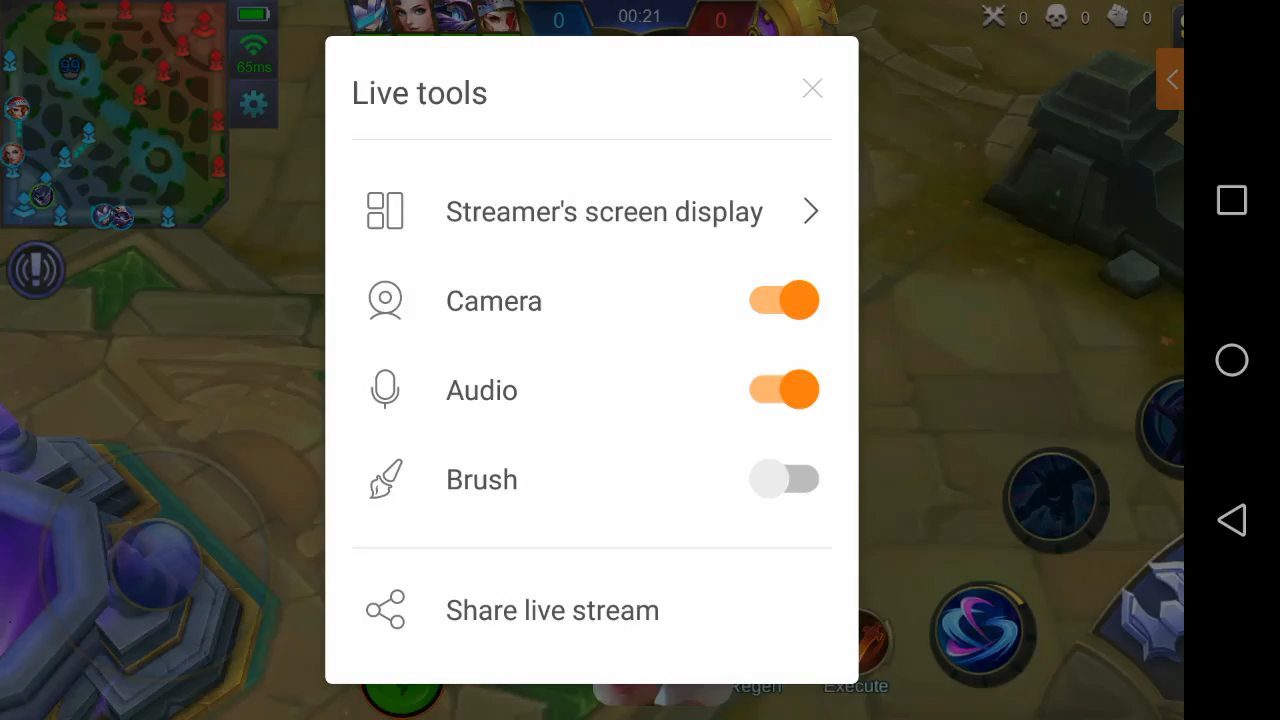 0 00:21 0
0 0 0
65ms
Live tools
Streamer's screen display
Camera
Audio
Brush
Share live stream
Regen Execute